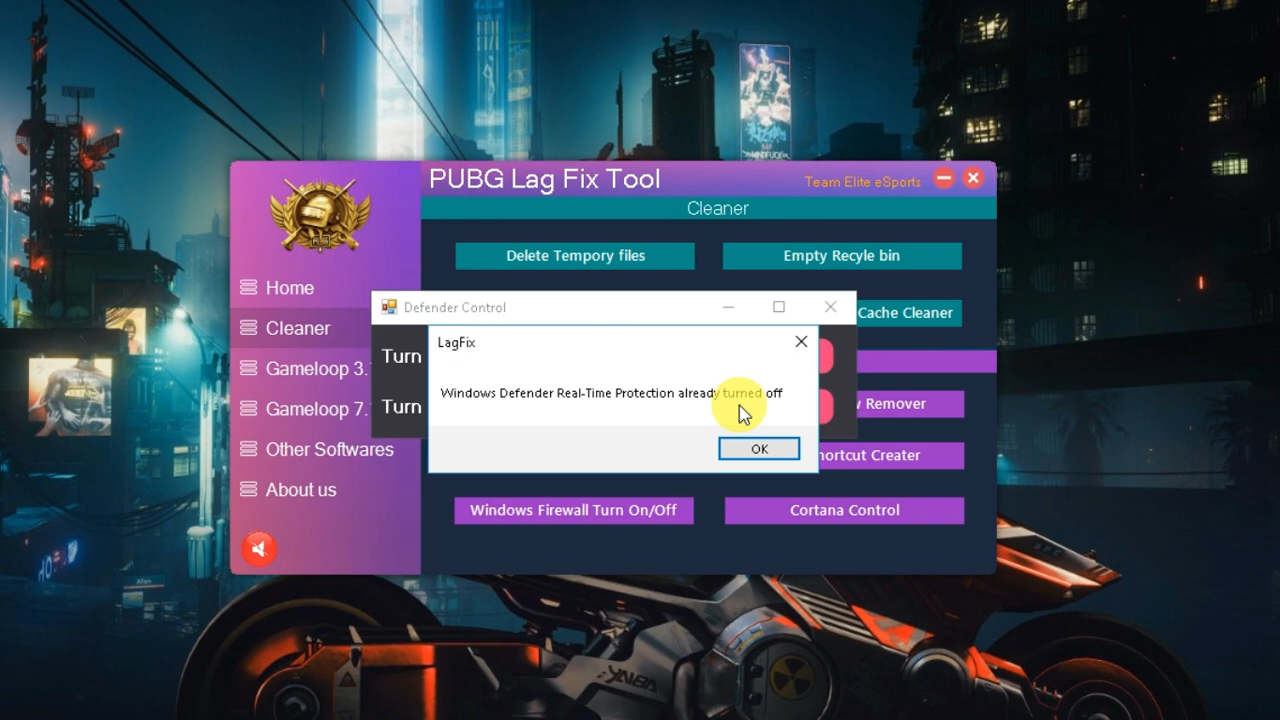 PUBG Lag Fix Tool
Team Elite eSports
Cleaner
Delete Tempory files
Empty Recyle bin
Home
Cleaner
Gameloop 3.
Gameloop 7.
Other Softwares
About us
Defender Control
Turn
Turn
LagFix
Windows Defender Real-Time Protection already turned off
OK
Cache Cleaner
Remover
hortcut Creater
Windows Firewall Turn On/Off
Cortana Control
YAIBA